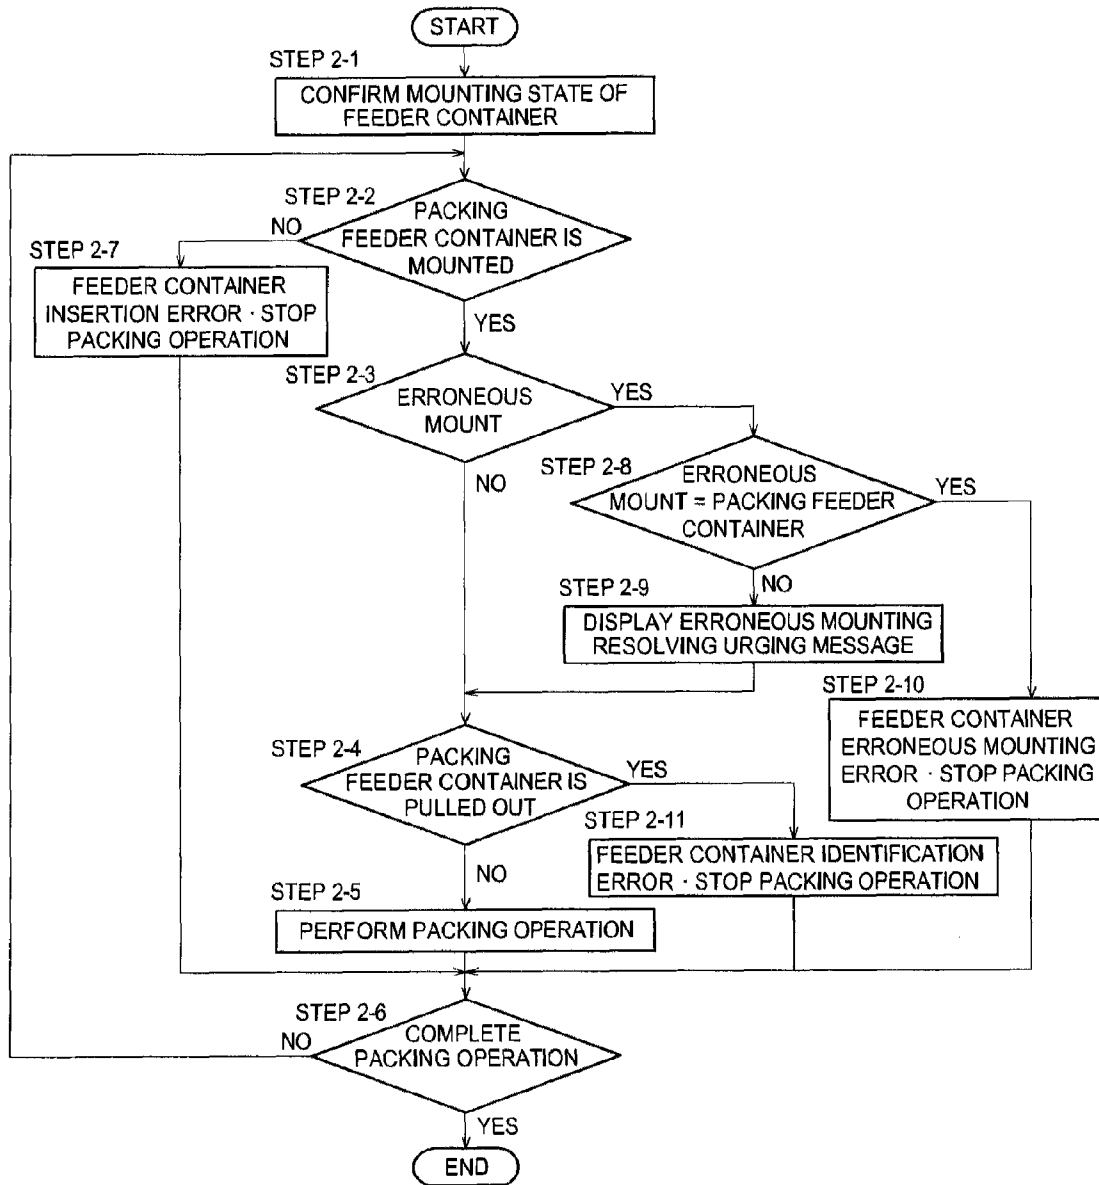 START
STEP 2-1
CONFIRM MOUNTING STATE OF
FEEDER CONTAINER
STEP 2-2
PACKING
FEEDER CONTAINER IS
MOUNTED
NO
YES
STEP 2-7
FEEDER CONTAINER
INSERTION ERROR · STOP
PACKING OPERATION
STEP 2-3
ERRONEOUS
MOUNT
YES
NO
STEP 2-8
ERRONEOUS
MOUNT = PACKING FEEDER
CONTAINER
YES
NO
STEP 2-9
DISPLAY ERRONEOUS MOUNTING
RESOLVING URGING MESSAGE
STEP 2-10
FEEDER CONTAINER
ERRONEOUS MOUNTING
ERROR · STOP PACKING
OPERATION
STEP 2-4
PACKING
FEEDER CONTAINER IS
PULLED OUT
YES
NO
STEP 2-11
FEEDER CONTAINER IDENTIFICATION
ERROR · STOP PACKING OPERATION
STEP 2-5
PERFORM PACKING OPERATION
STEP 2-6
COMPLETE
PACKING OPERATION
NO
YES
END